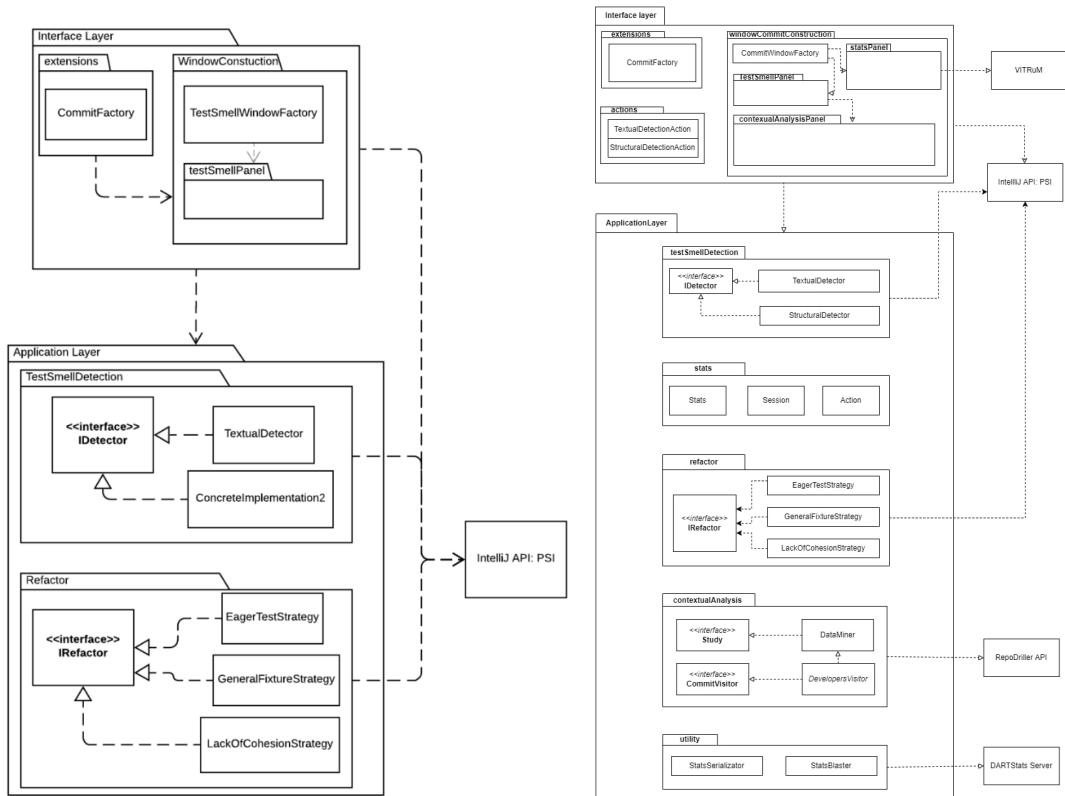 Interface Layer
extensions
CommitFactory
WindowConstuction
TestSmellWindowFactory
testSmellPanel
Application Layer
TestSmellDetection
<<interface>>
IDetector
TextualDetector
ConcreteImplementation2
Refactor
<<interface>>
IRefactor
EagerTestStrategy
GeneralFixtureStrategy
LackOfCohesionStrategy
IntelliJ API: PSI
Interface layer
extensions
CommitFactory
actions
TextualDetectionAction
StructuralDetectionAction
windowCommitConstruction
CommitWindowFactory
statsPanel
TestSmellPanel
contexualAnalysisPanel
VITRuM
IntelliJ API: PSI
ApplicationLayer
testSmellDetection
<<interface>>
IDetector
TextualDetector
StructuralDetector
stats
Stats
Session
Action
refactor
<<interface>>
IRefactor
EagerTestStrategy
GeneralFixtureStrategy
LackOfCohesionStrategy
contextualAnalysis
<<interface>>
Study
DataMiner
<<interface>>
CommitVisitor
DevelopersVisitor
RepoDriller API
utility
StatsSerializator
StatsBlaster
DARTStats Server